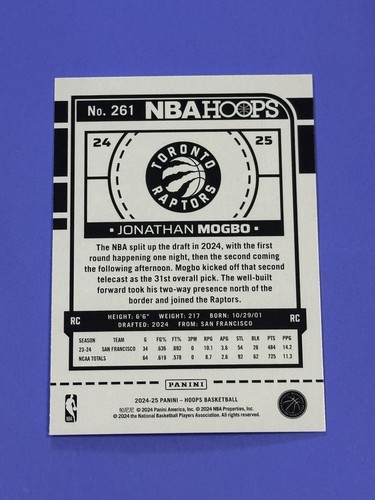 No. 261 NBA HOOPS
24 25
TORONTO
RAPTORS
JONATHAN MOGBO
The NBA split up the draft in 2024, with the first
round happening one night, then the second coming
the following afternoon. Mogbo kicked off that second
telecast as the 31st overall pick. The well-built
forward took his two-way presence north of the
border and joined the Raptors.
RC HEIGHT: 6'6" WEIGHT: 217 BORN: 10/29/01 RC
DRAFTED: 2024 FROM: SAN FRANCISCO
SEASON TEAM G FG% FT% 3PM RPG APG STL BLK PTS PPG
23-24 SAN FRANCISCO 34 .636 .692 0 10.1 3.6 54 28 484 14.2
NCAA TOTALS 64 .619 .578 0 8.7 2.6 92 62 725 11.3
PANINI
2024-25 PANINI – HOOPS BASKETBALL
帕尼尼 © 2024 Panini America, Inc. © 2024 NBA Properties, Inc.
© 2024 the National Basketball Players Association. All rights reserved.
NBA